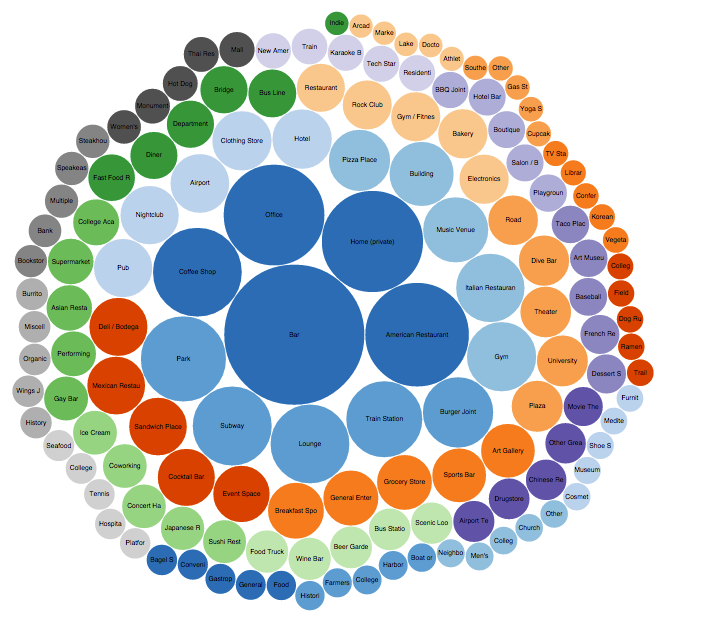 Indie
Arcad
Marke
Lake
Docto
Athlet
Southe
Other
Gas St
Yoga S
Cupcak
TV Sta
Librar
Confer
Korean
Vegeta
Colleg
Field
Dog Ru
Ramen
Trail
Thai Res
Mall
New Amer
Train
Karaoke B
Tech Star
Residenti
BBQ Joint
Hotel Bar
Boutique
Salon / B
Playgroun
Taco Plac
Art Museu
Baseball
French Re
Dessert S
Hot Dog
Bridge
Bus Line
Restaurant
Rock Club
Gym / Fitnes
Bakery
Electronics
Road
Dive Bar
Theater
University
Plaza
Monument
Women's
Department
Clothing Store
Hotel
Pizza Place
Building
Music Venue
Italian Restauran
Gym
Steakhou
Speakeas
Multiple
Bank
Bookstor
Diner
Fast Food R
Airport
Nightclub
Pub
College Aca
Supermarket
Office
Home (private)
Coffee Shop
Bar
American Restaurant
Burrito
Miscell
Organic
Wings J
History
Asian Resta
Performing
Gay Bar
Deli / Bodega
Mexican Restau
Sandwich Place
Park
Subway
Lounge
Train Station
Burger Joint
Furnit
Medite
Shoe S
Museum
Cosmet
Other
Church
Colleg
Men's
Neighbo
Movie The
Other Grea
Chinese Re
Drugstore
Airport Te
Art Gallery
Sports Bar
Grocery Store
General Enter
Breakfast Spo
Event Space
Cocktail Bar
Ice Cream
Coworking
Concert Ha
Japanese R
Sushi Rest
Food Truck
Wine Bar
Beer Garde
Bus Statio
Scenic Loo
Seafood
College
Tennis
Hospita
Platfor
Bagel S
Conveni
Gastrop
General
Food
Histori
Farmers
College
Harbor
Boat or